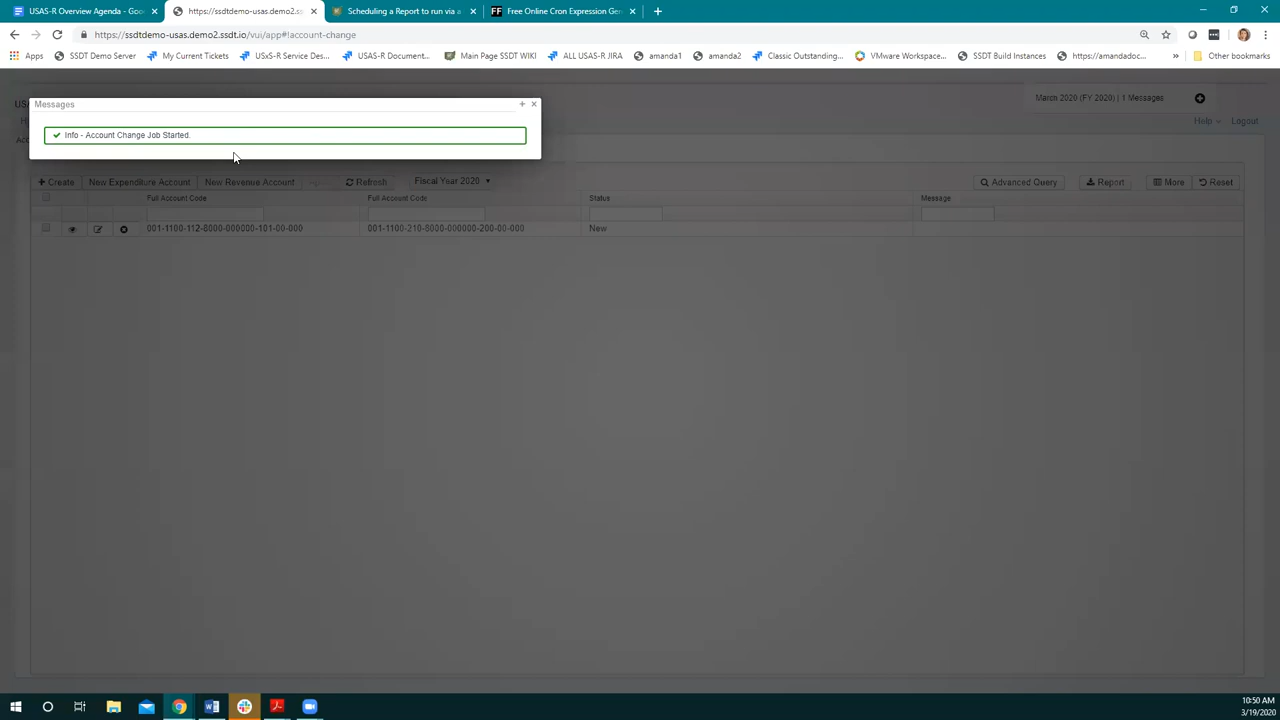 USAS-R Overview Agenda - Goo
https://ssdtdemo-usas.demo2.ss
Scheduling a Report to run via a
FF Free Online Cron Expression Gen
https://ssdtdemo-usas.demo2.ssdt.io/vui/app#!account-change
Apps SSDT Demo Server My Current Tickets USxS-R Service Des... USAS-R Document... Main Page SSDT WIKI ALL USAS-R JIRA amanda1 amanda2 Classic Outstanding... VMware Workspace... SSDT Build Instances https://amandadoc... » Other bookmarks
Messages
Info - Account Change Job Started.
March 2020 (FY 2020) | 1 Messages
Help Logout
Create New Expenditure Account New Revenue Account Refresh Fiscal Year 2020 Advanced Query Report More Reset
Full Account Code Full Account Code Status Message
001-1100-112-8000-000000-101-00-000 001-1100-210-8000-000000-200-00-000 New
10:50 AM
3/19/2020